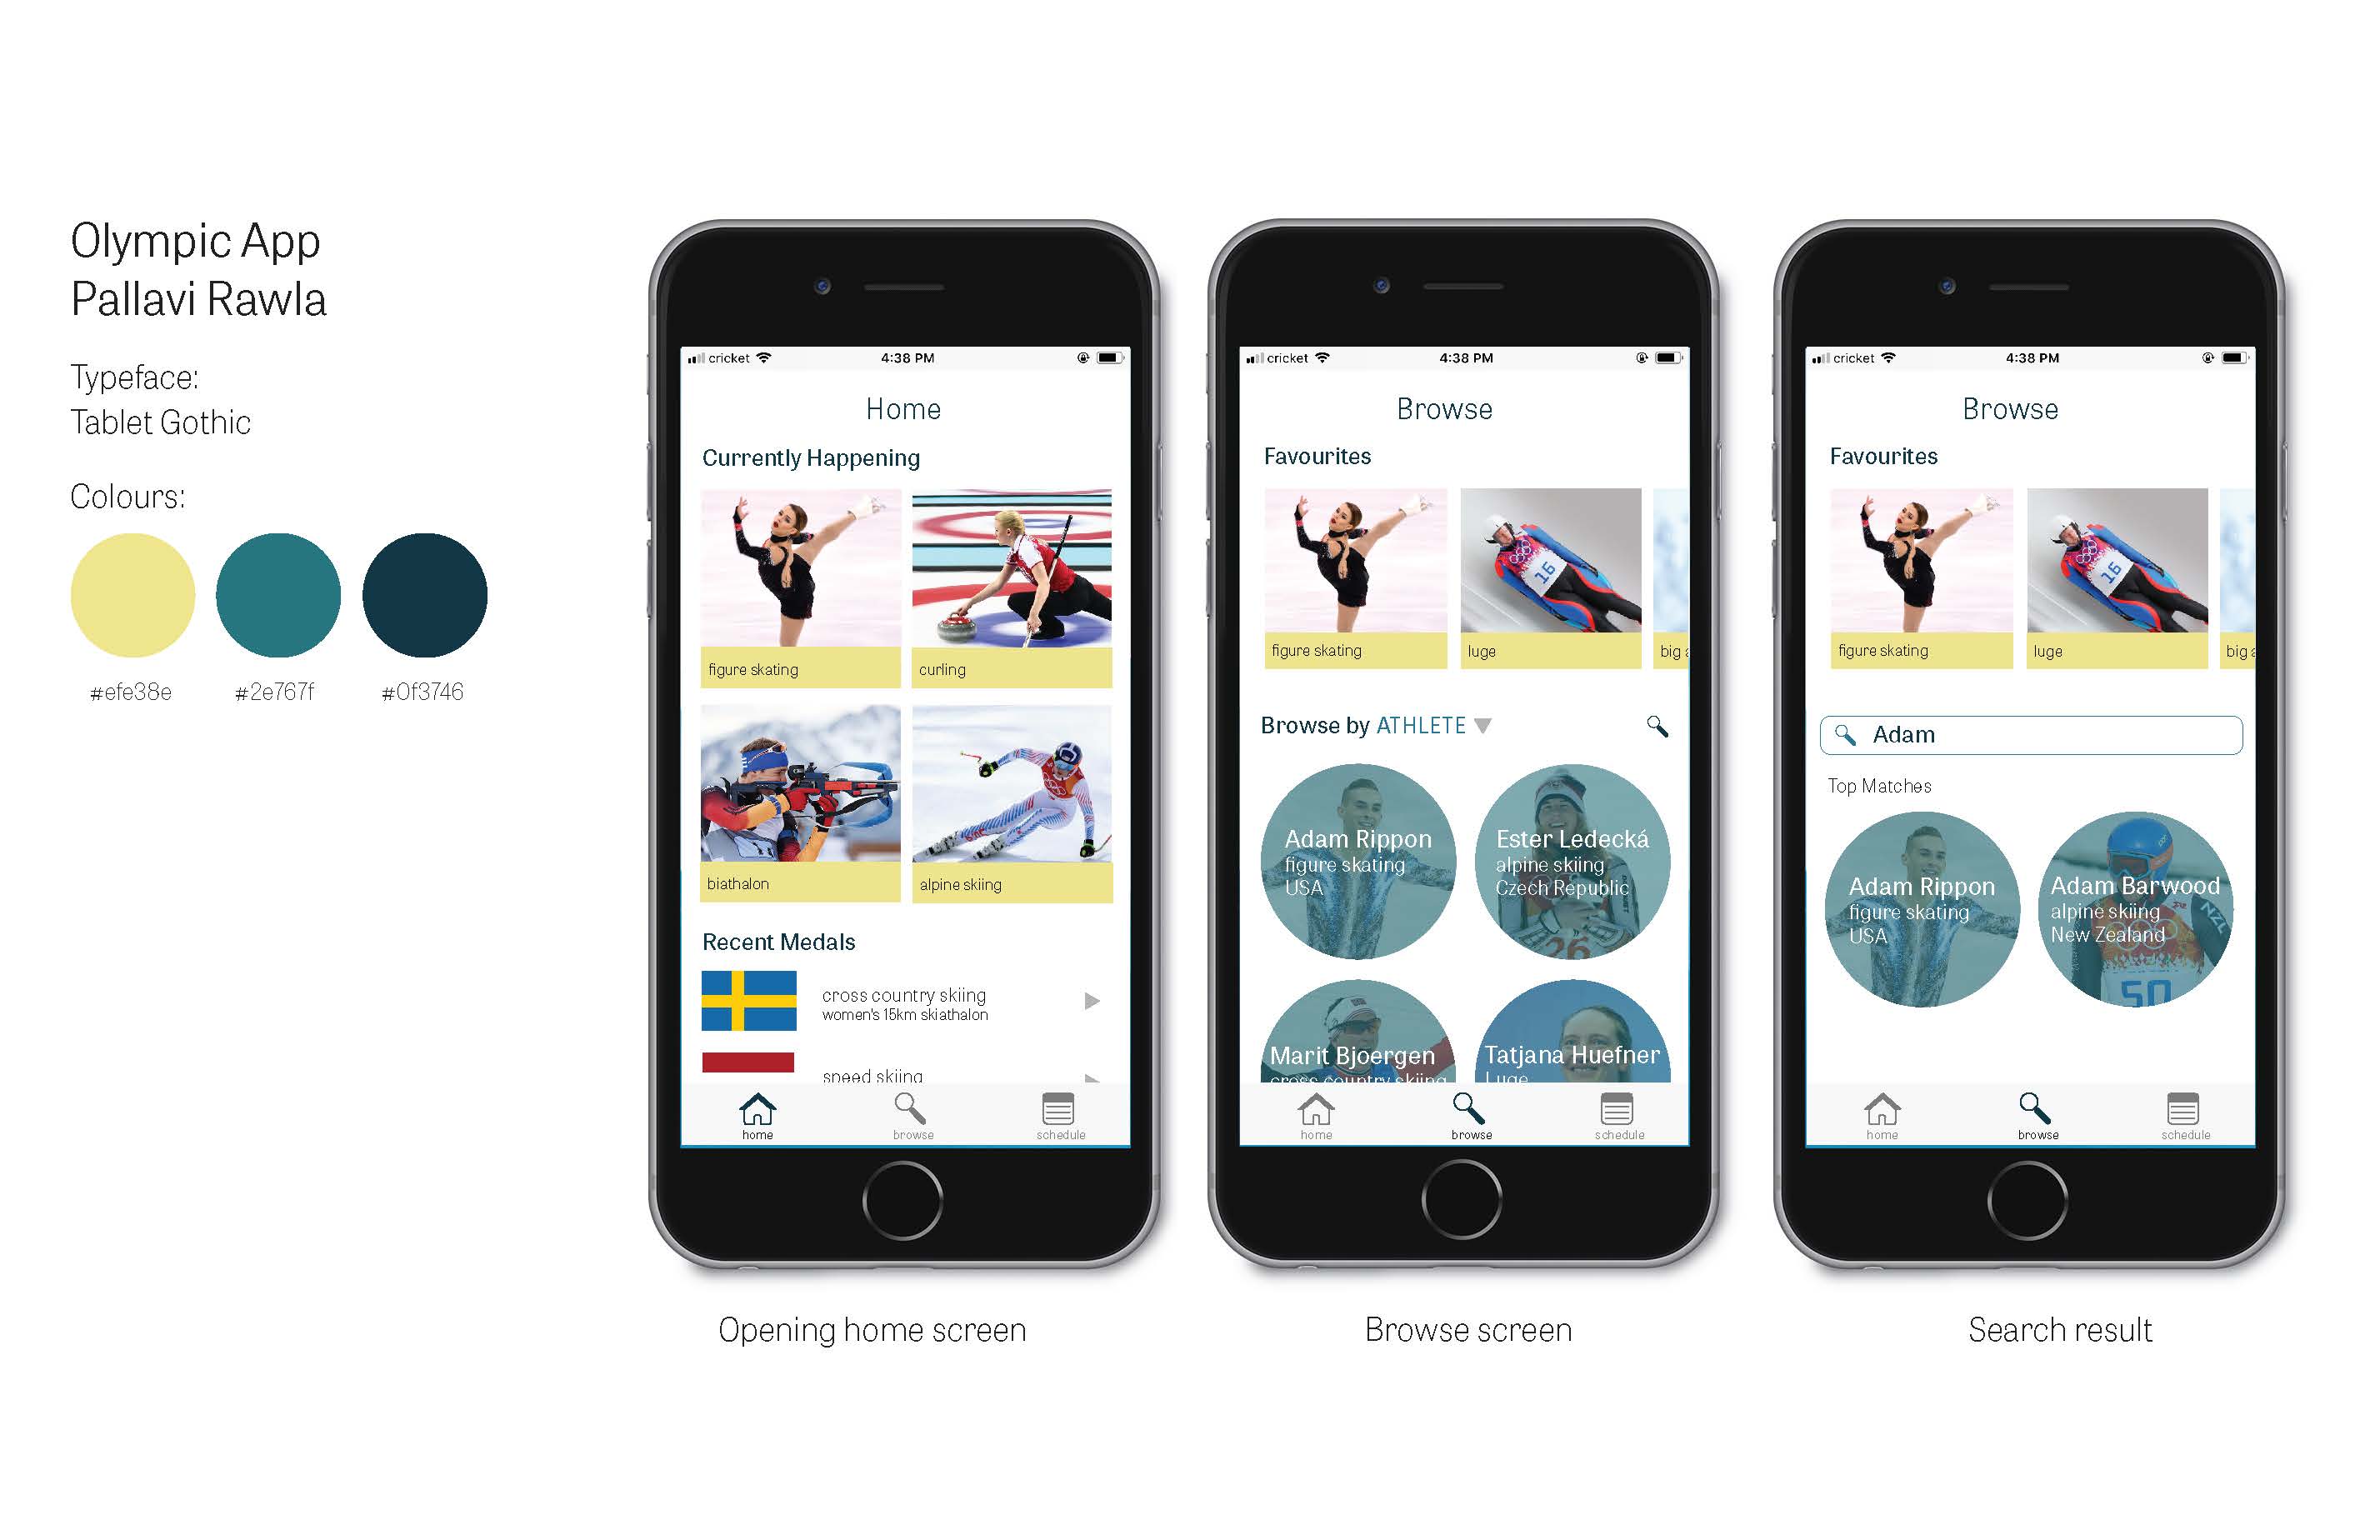 Olympic App
Pallavi Rawla
Typeface:
Tablet Gothic
Colours:
#efe38e #2e767f #0f3746
cricket 4:38 PM
Home
Currently Happening
figure skating curling
biathalon alpine skiing
Recent Medals
cross country skiing
women's 15km skiathalon
speed skiing
home browse schedule
Opening home screen
cricket 4:38 PM
Browse
Favourites
16
figure skating luge big
Browse by ATHLETE
Adam Rippon
figure skating
USA
Ester Ledecká
alpine skiing
Czech Republic
26
Marit Bjoergen
cross country skiing
Tatjana Huefner
Luge
home browse schedule
Browse screen
cricket 4:38 PM
Browse
Favourites
16
figure skating luge big
Adam
Top Matches
Adam Rippon
figure skating
USA
Adam Barwood
alpine skiing
New Zealand
NZL
50
home browse schedule
Search result